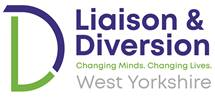 Liaison &
Diversion
Changing Minds. Changing Lives.
West Yorkshire